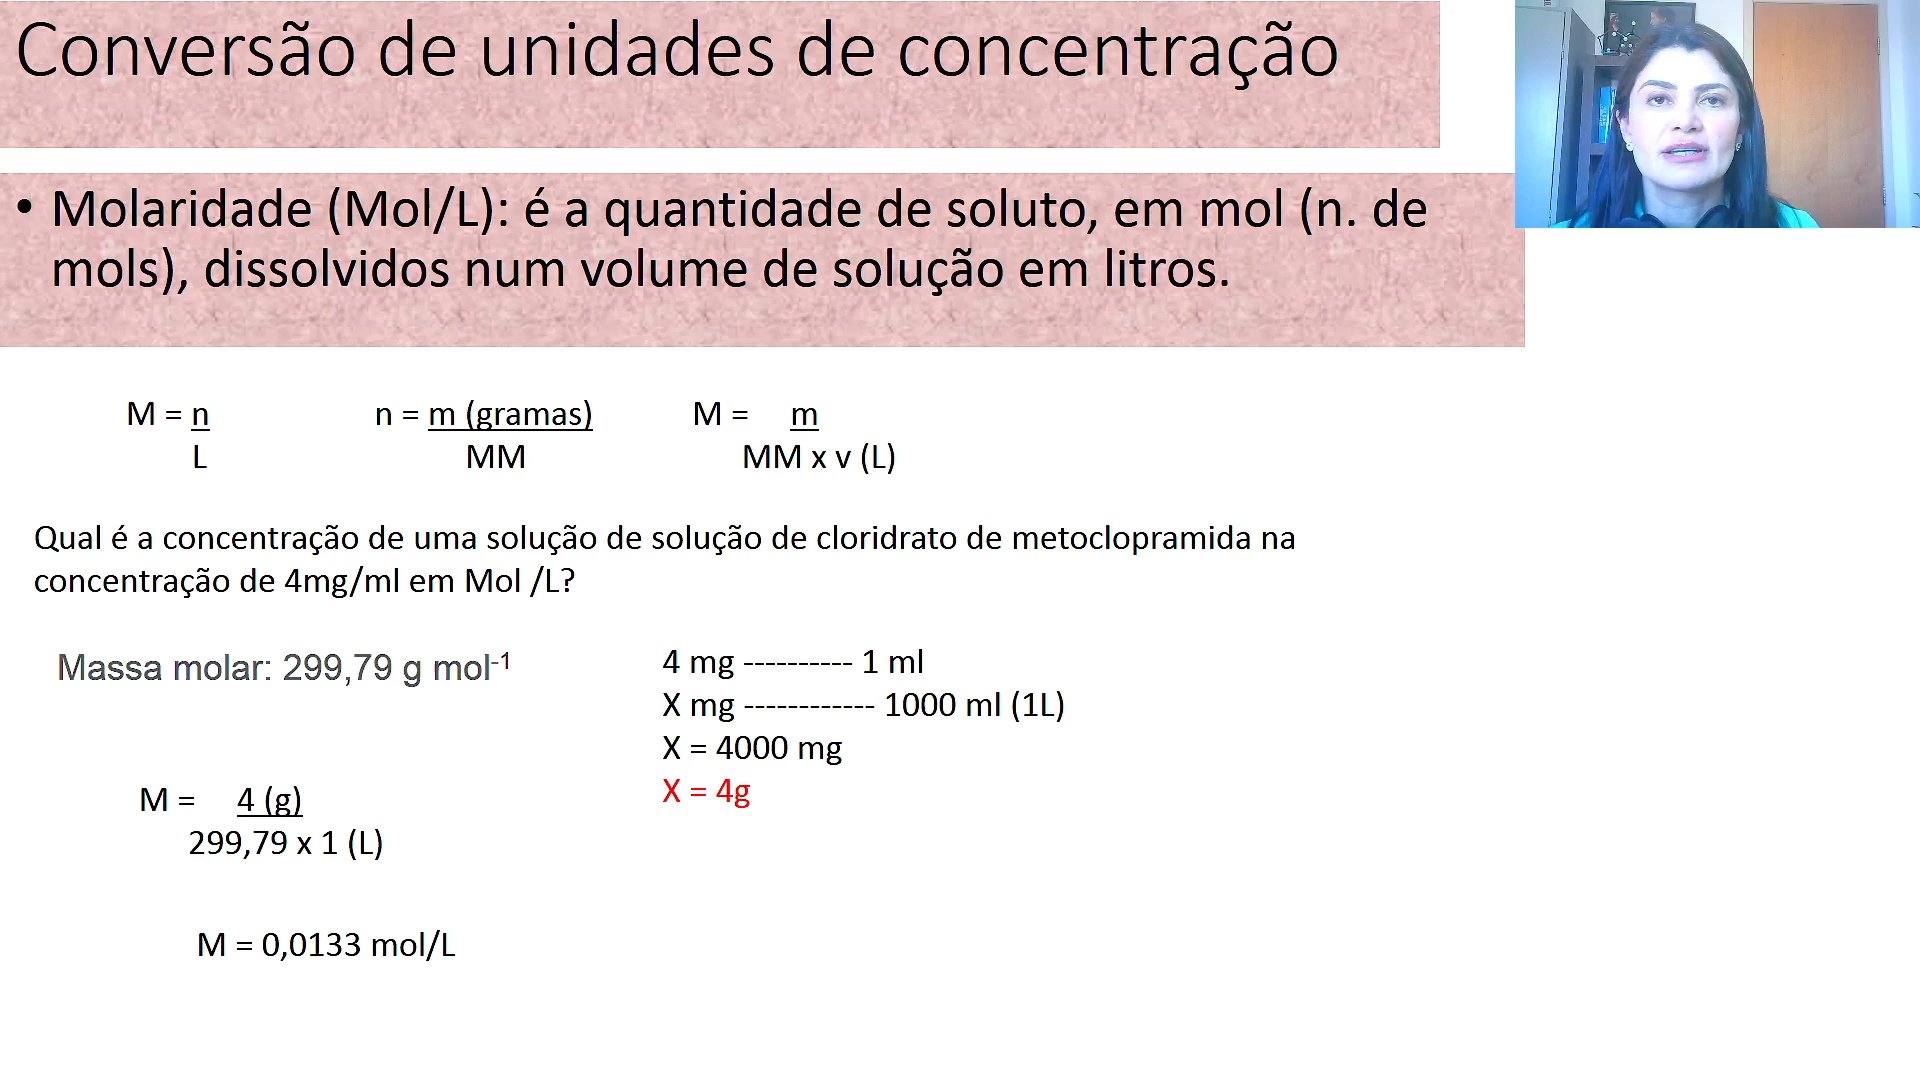 Conversão de unidades de concentração
• Molaridade (Mol/L): é a quantidade de soluto, em mol (n. de
mols), dissolvidos num volume de solução em litros.
M = n
L
n = m (gramas)
MM
M = m
MM x v (L)
Qual é a concentração de uma solução de solução de cloridrato de metoclopramida na
concentração de 4mg/ml em Mol /L?
Massa molar: 299,79 g mol-1
4 mg ---------- 1 ml
X mg ------------ 1000 ml (1L)
X = 4000 mg
X = 4g
M = 4 (g)
299,79 x 1 (L)
M = 0,0133 mol/L